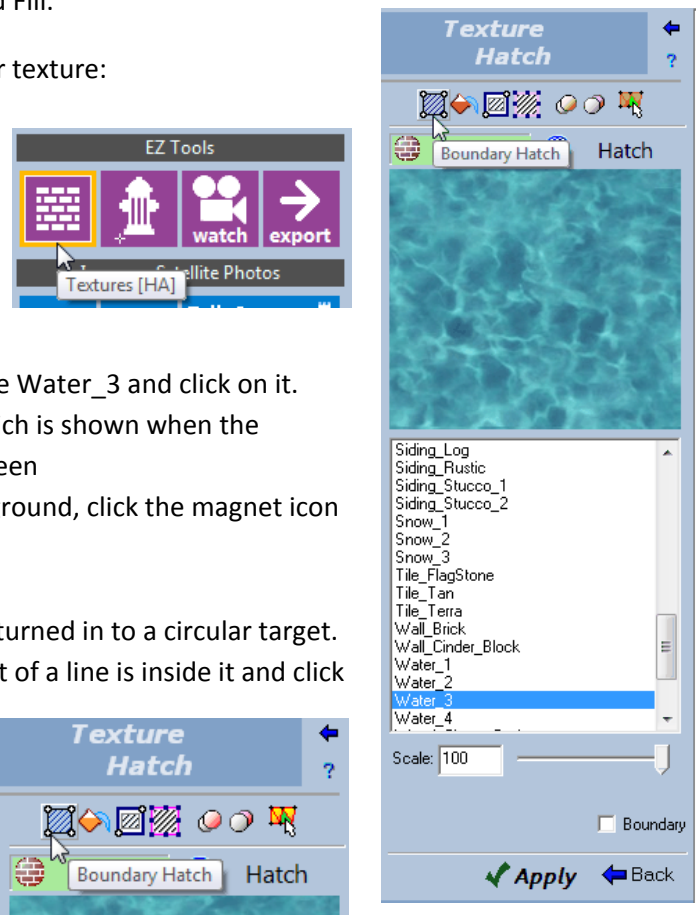 d Fill.
r texture:
EZ Tools
watch export
Textures [HA]
llite Photos
e Water_3 and click on it.
ch is shown when the
een
round, click the magnet icon
turned in to a circular target.
t of a line is inside it and click
Texture
Hatch
?
Boundary Hatch
Hatch
Texture
Hatch
?
Boundary Hatch
Hatch
Siding_Log
Siding_Rustic
Siding_Stucco_1
Siding_Stucco_2
Snow_1
Snow_2
Snow_3
Tile_FlagStone
Tile_Tan
Tile_Terra
Wall_Brick
Wall_Cinder_Block
Water_1
Water_2
Water_3
Water_4
Scale: 100
Boundary
Apply Back